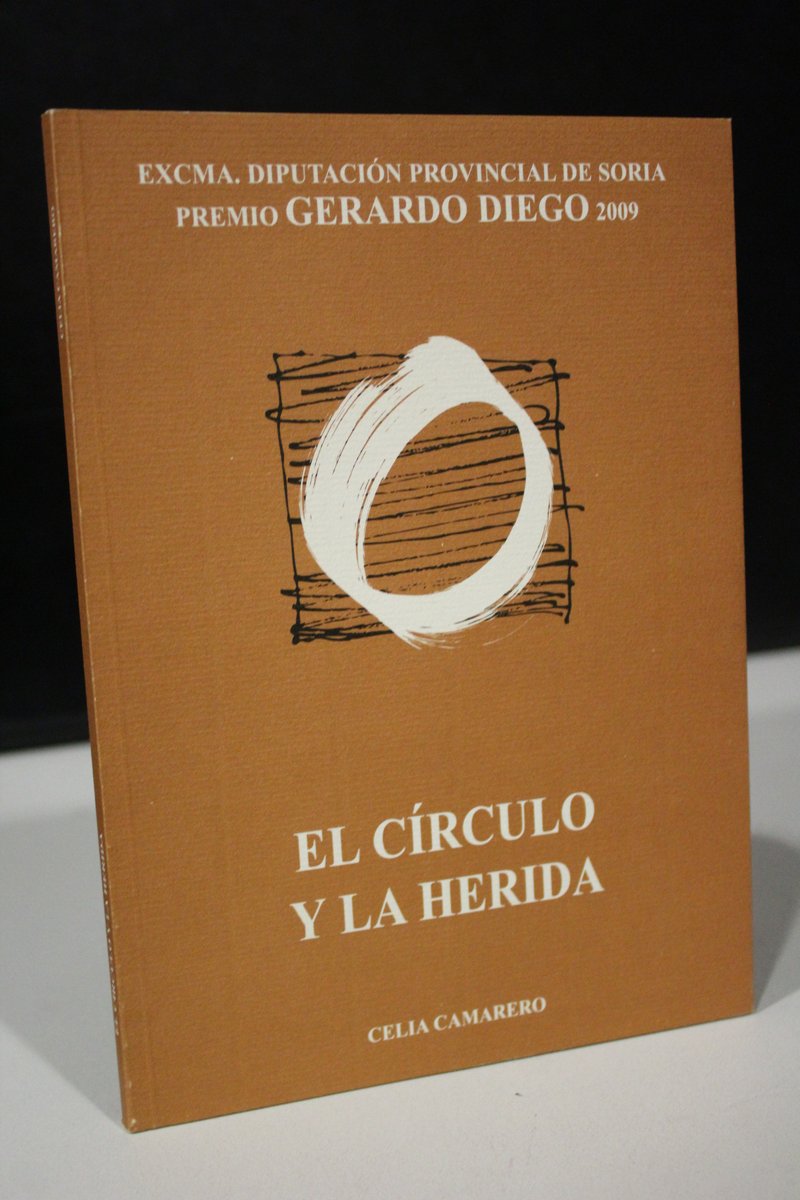 EXCMA. DIPUTACIÓN PROVINCIAL DE SORIA
PREMIO GERARDO DIEGO 2009
EL CÍRCULO
Y LA HERIDA
CELIA CAMARERO